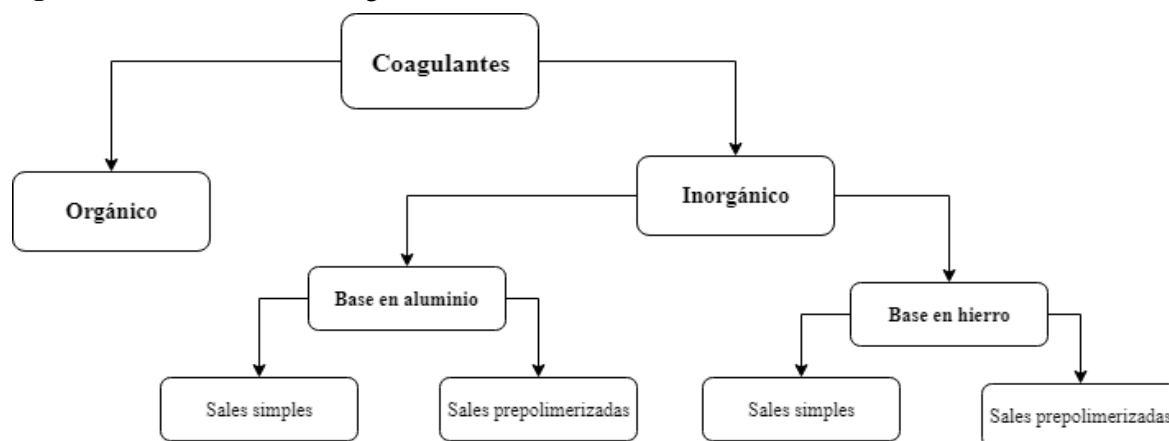 Coagulantes
Orgánico
Inorgánico
Base en aluminio
Base en hierro
Sales simples
Sales prepolimerizadas
Sales simples
Sales prepolimerizadas